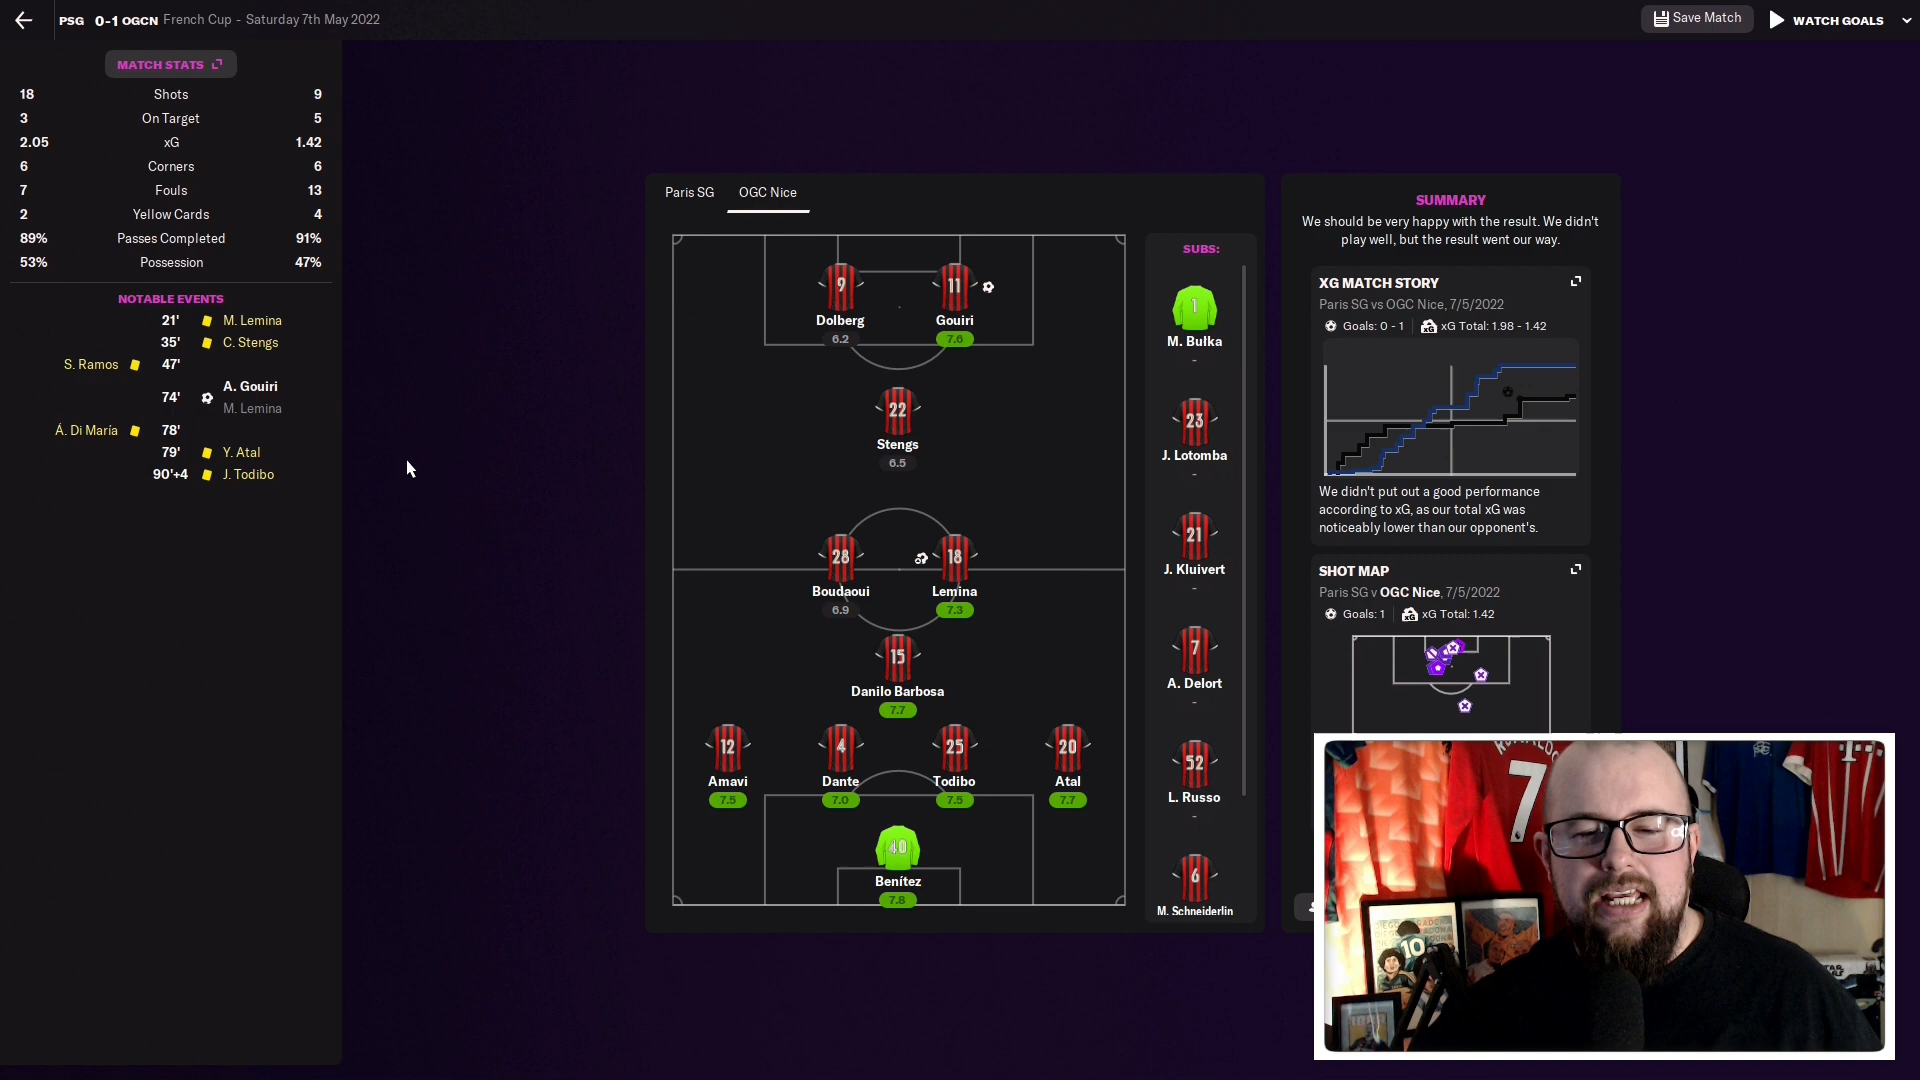 PSG 0-1 OGCN French Cup - Saturday 7th May 2022
Save Match
WATCH GOALS
MATCH STATS
18 Shots 9
3 On Target 5
2.05 xG 1.42
6 Corners 6
7 Fouls 13
2 Yellow Cards 4
89% Passes Completed 91%
53% Possession 47%
NOTABLE EVENTS
21' M. Lemina
35' C. Stengs
S. Ramos 47'
74' A. Gouiri
M. Lemina
Á. Di María 78'
79' Y. Atal
90'+4 J. Todibo
Paris SG OGC Nice
9 11
Dolberg Gouiri
6.2 7.6
22
Stengs
6.5
28 18
Boudaoui Lemina
6.9 7.3
15
Danilo Barbosa
7.7
12 4 25 20
Amavi Dante Todibo Atal
7.5 7.0 7.5 7.7
40
Benítez
7.8
SUBS:
1
M. Bułka
-
23
J. Lotomba
-
21
J. Kluivert
-
7
A. Delort
-
52
L. Russo
-
6
M. Schneiderlin
SUMMARY
We should be very happy with the result. We didn't
play well, but the result went our way.
XG MATCH STORY
Paris SG vs OGC Nice, 7/5/2022
Goals: 0 - 1 xG xG Total: 1.98 - 1.42
We didn't put out a good performance
according to xG, as our total xG was
noticeably lower than our opponent's.
SHOT MAP
Paris SG v OGC Nice, 7/5/2022
Goals: 1 xG xG Total: 1.42
RONALDO
7
10